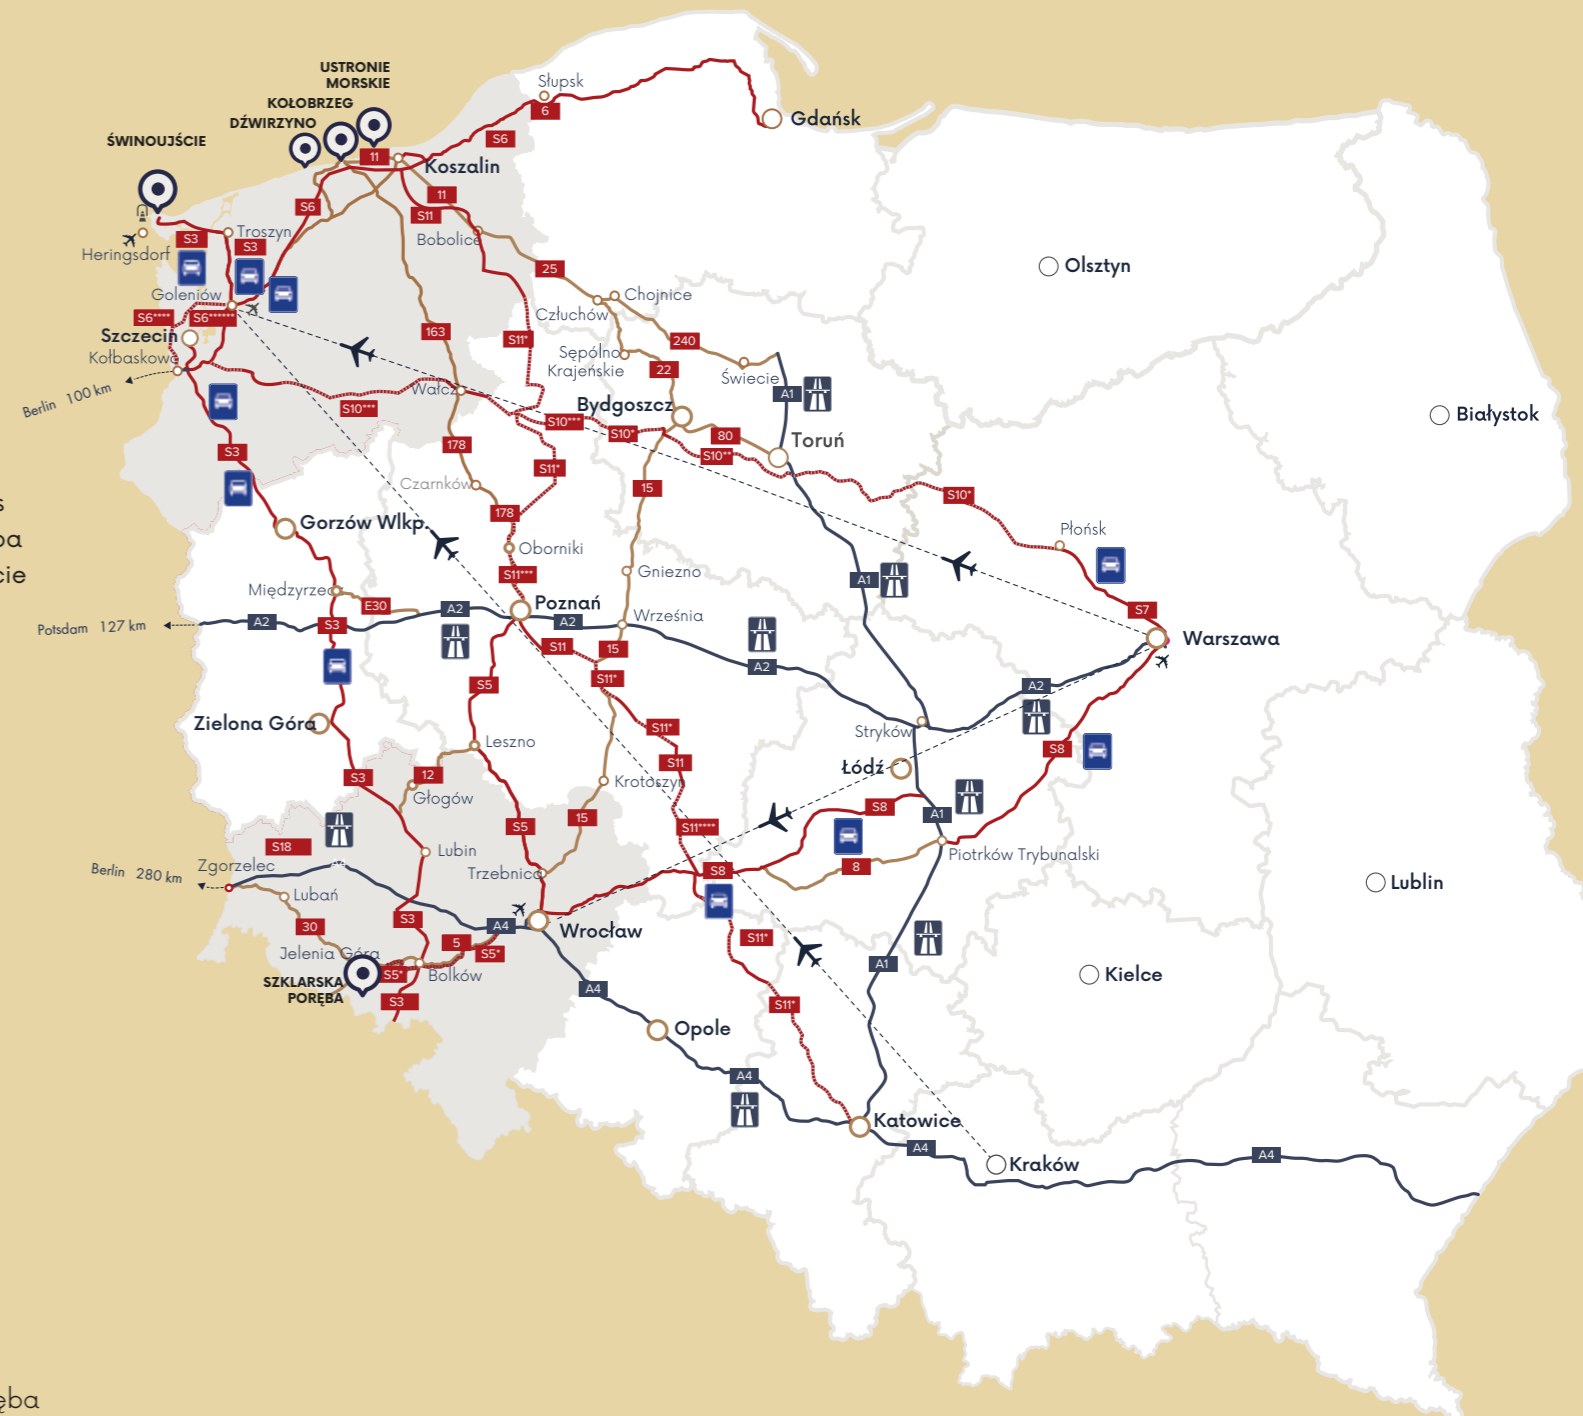 USTRONIE
MORSKIE
KOŁOBRZEG
DŹWIRZYNO
ŚWINOUJŚCIE
Słupsk
6
Gdańsk
S6
11
Koszalin
11
S6
S11
Troszyn
Bobolice
S3
S3
Heringsdorf
25
Olsztyn
Goleniów
Chojnice
Człuchów
S6****
S6******
163
S11*
240
Szczecin
Kołbaskowo
Sępólno
Krajeńskie
22
Świecie
A1
Berlin 100 km
Wałcz
S10***
Bydgoszcz
S10***
S10*
80
Toruń
Białystok
178
S10**
S3
S11*
Czarnków
15
S10*
s
178
Gorzów Wlkp.
Płońsk
ba
Oborniki
cie
S11***
Gniezno
A1
Międzyrzecz
E30
A2
Poznań
S7
Potsdam 127 km
A2
S3
A2
Września
Warszawa
S11
15
A2
S11*
S5
A2
Zielona Góra
S11*
Stryków
Leszno
S8
S11
Łódź
S3
12
Krotoszyn
Głogów
S8
A1
15
S5
S11****
S18
Lubin
Piotrków Trybunalski
Zgorzelec
A4
Trzebnica
S8
8
Berlin 280 km
Lubań
Lublin
30
S3
A4
Wrocław
5
S11*
Jelenia Góra
S5*
S5*
Bolków
A1
Kielce
SZKLARSKA
PORĘBA
S3
A4
S11*
Opole
A4
Katowice
A4
A4
Kraków
ęba